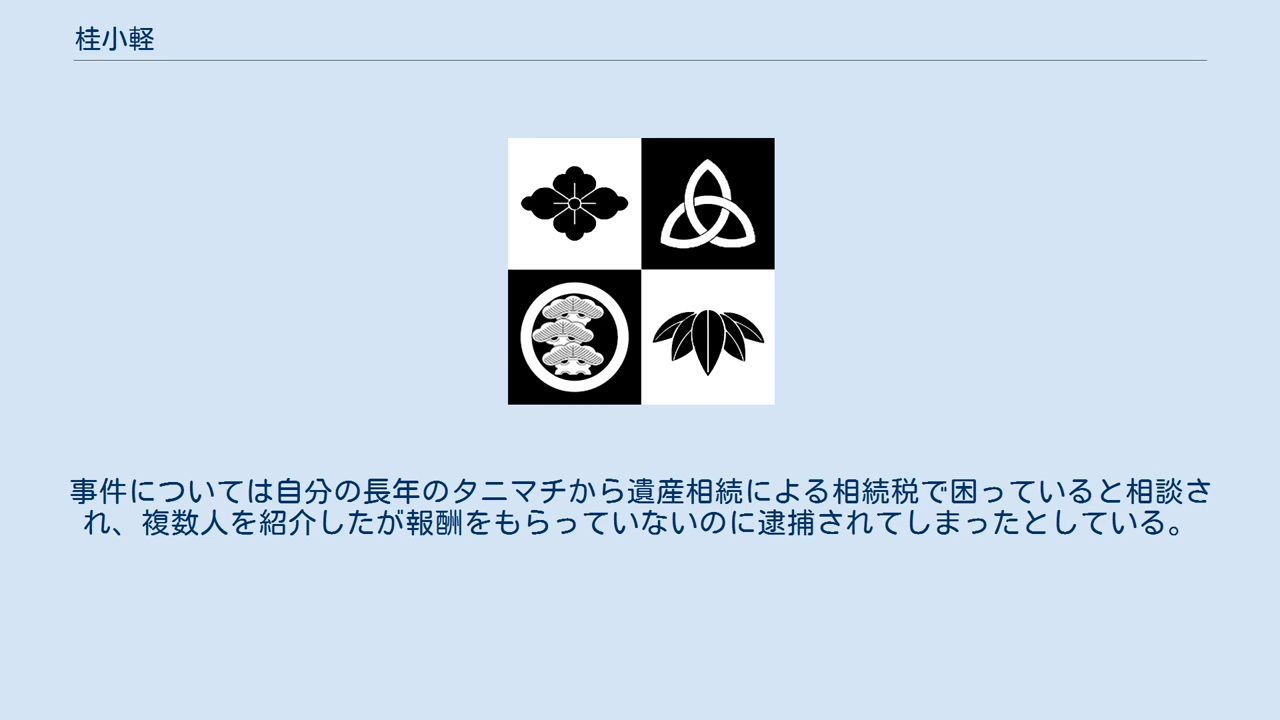 桂小軽
事件については自分の長年のタニマチから遺産相続による相続税で困っていると相談さ
れ、複数人を紹介したが報酬をもらっていないのに逮捕されてしまったとしている。